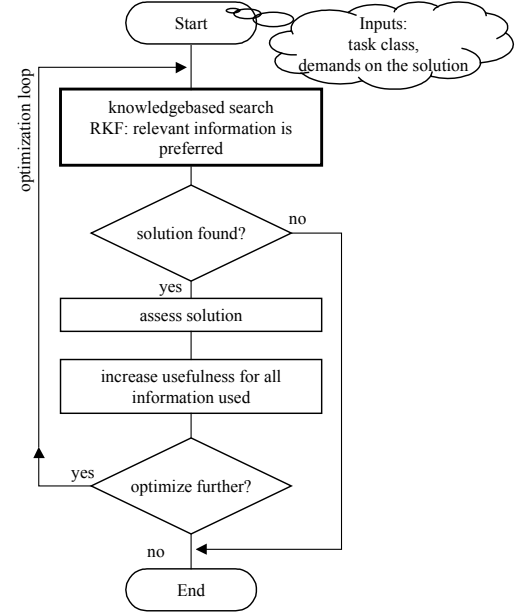 Start
Inputs:
task class,
demands on the solution
optimization loop
knowledgebased search
RKF: relevant information is
preferred
solution found?
no
yes
assess solution
increase usefulness for all
information used
optimize further?
yes
no
End